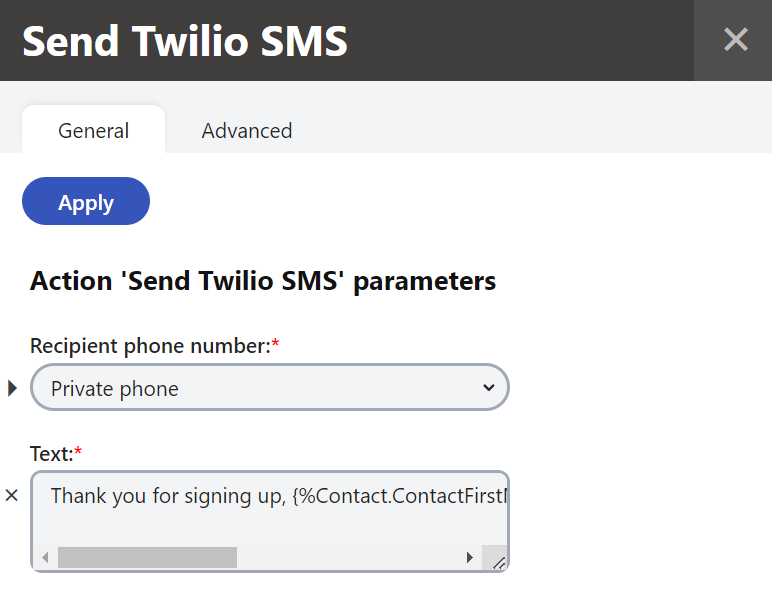 Send Twilio SMS
General
Advanced
Apply
Action 'Send Twilio SMS' parameters
Recipient phone number:*
Private phone
Text:*
Thank you for signing up, {%Contact.ContactFirst